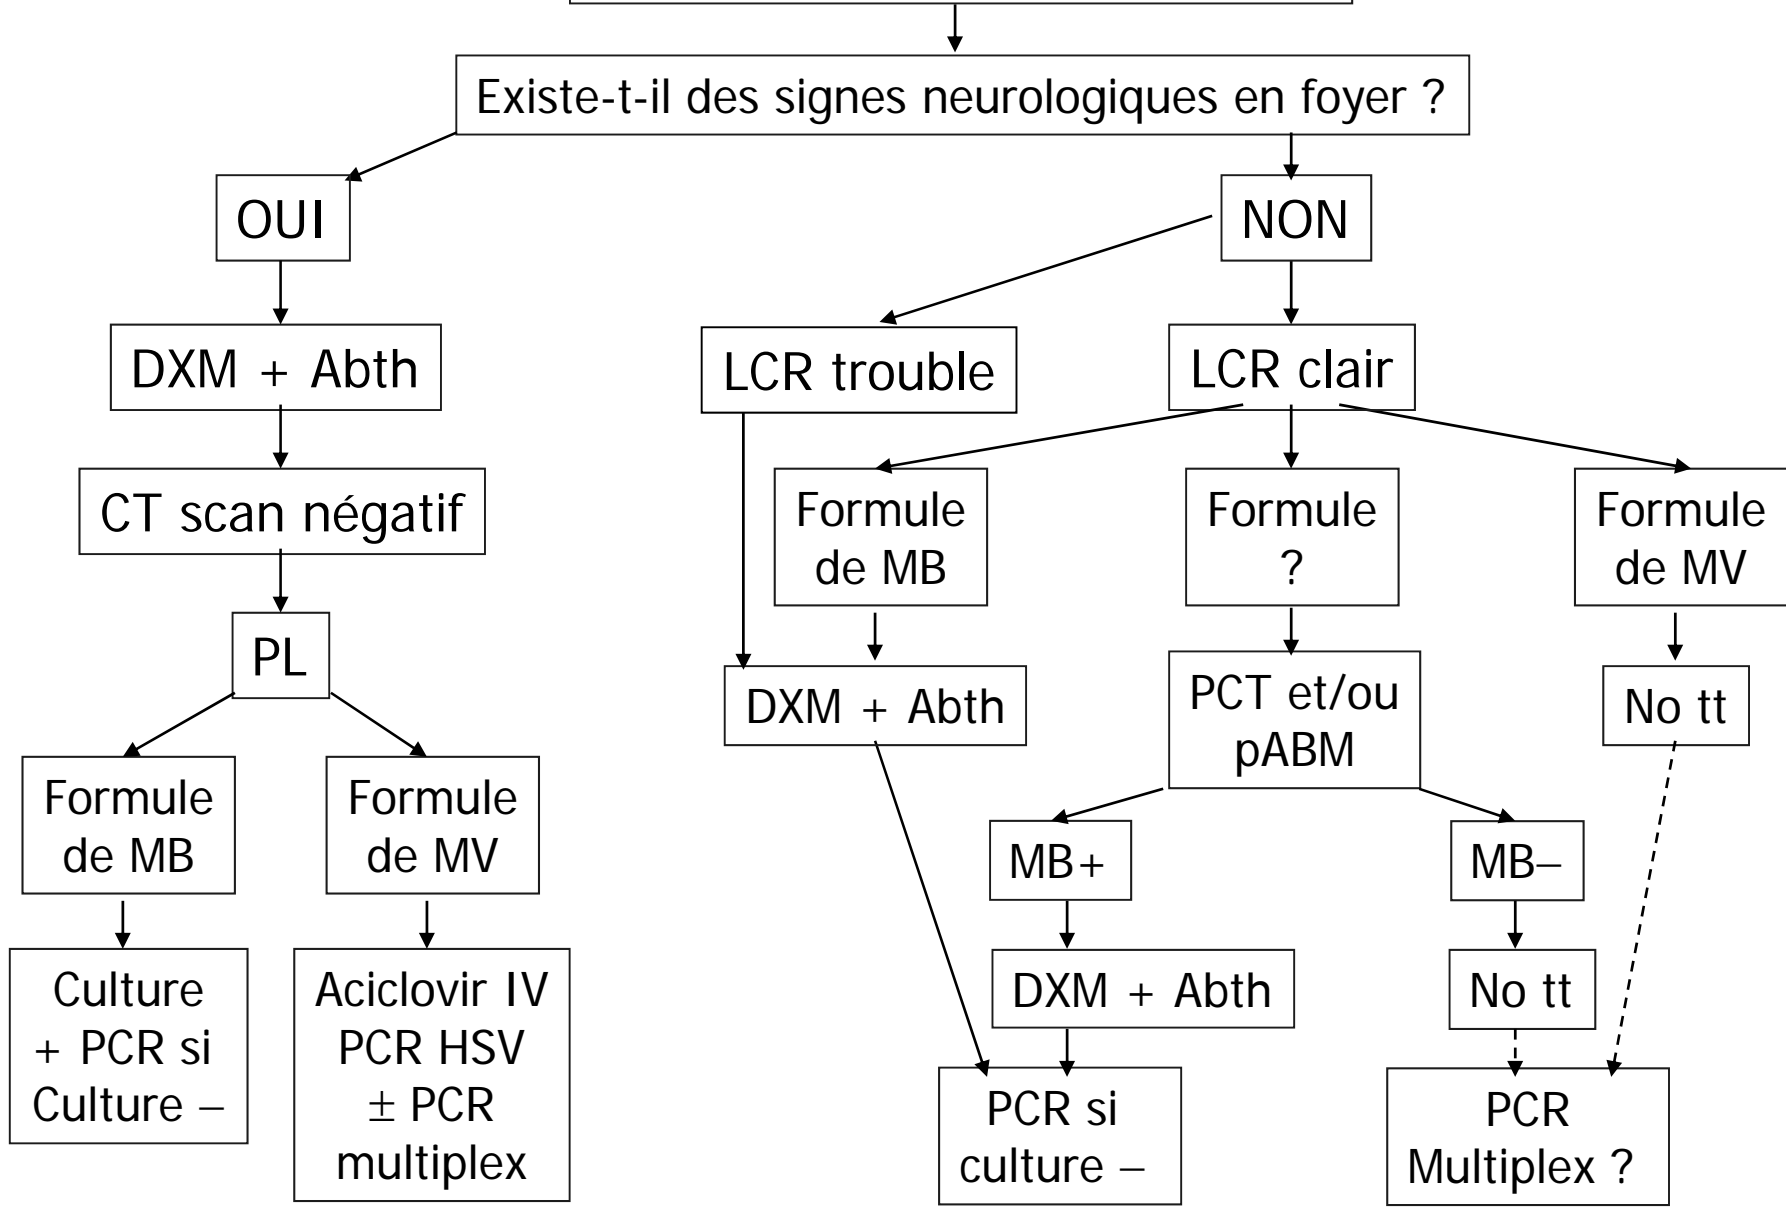 Existe-t-il des signes neurologiques en foyer ?
OUI
NON
DXM + Abth
LCR trouble
LCR clair
CT scan négatif
Formule
de MB
Formule
?
Formule
de MV
PL
DXM + Abth
PCT et/ou
pABM
No tt
Formule
de MB
Formule
de MV
MB+
MB–
Culture
+ PCR si
Culture –
Aciclovir IV
PCR HSV
± PCR
multiplex
DXM + Abth
No tt
PCR si
culture –
PCR
Multiplex ?